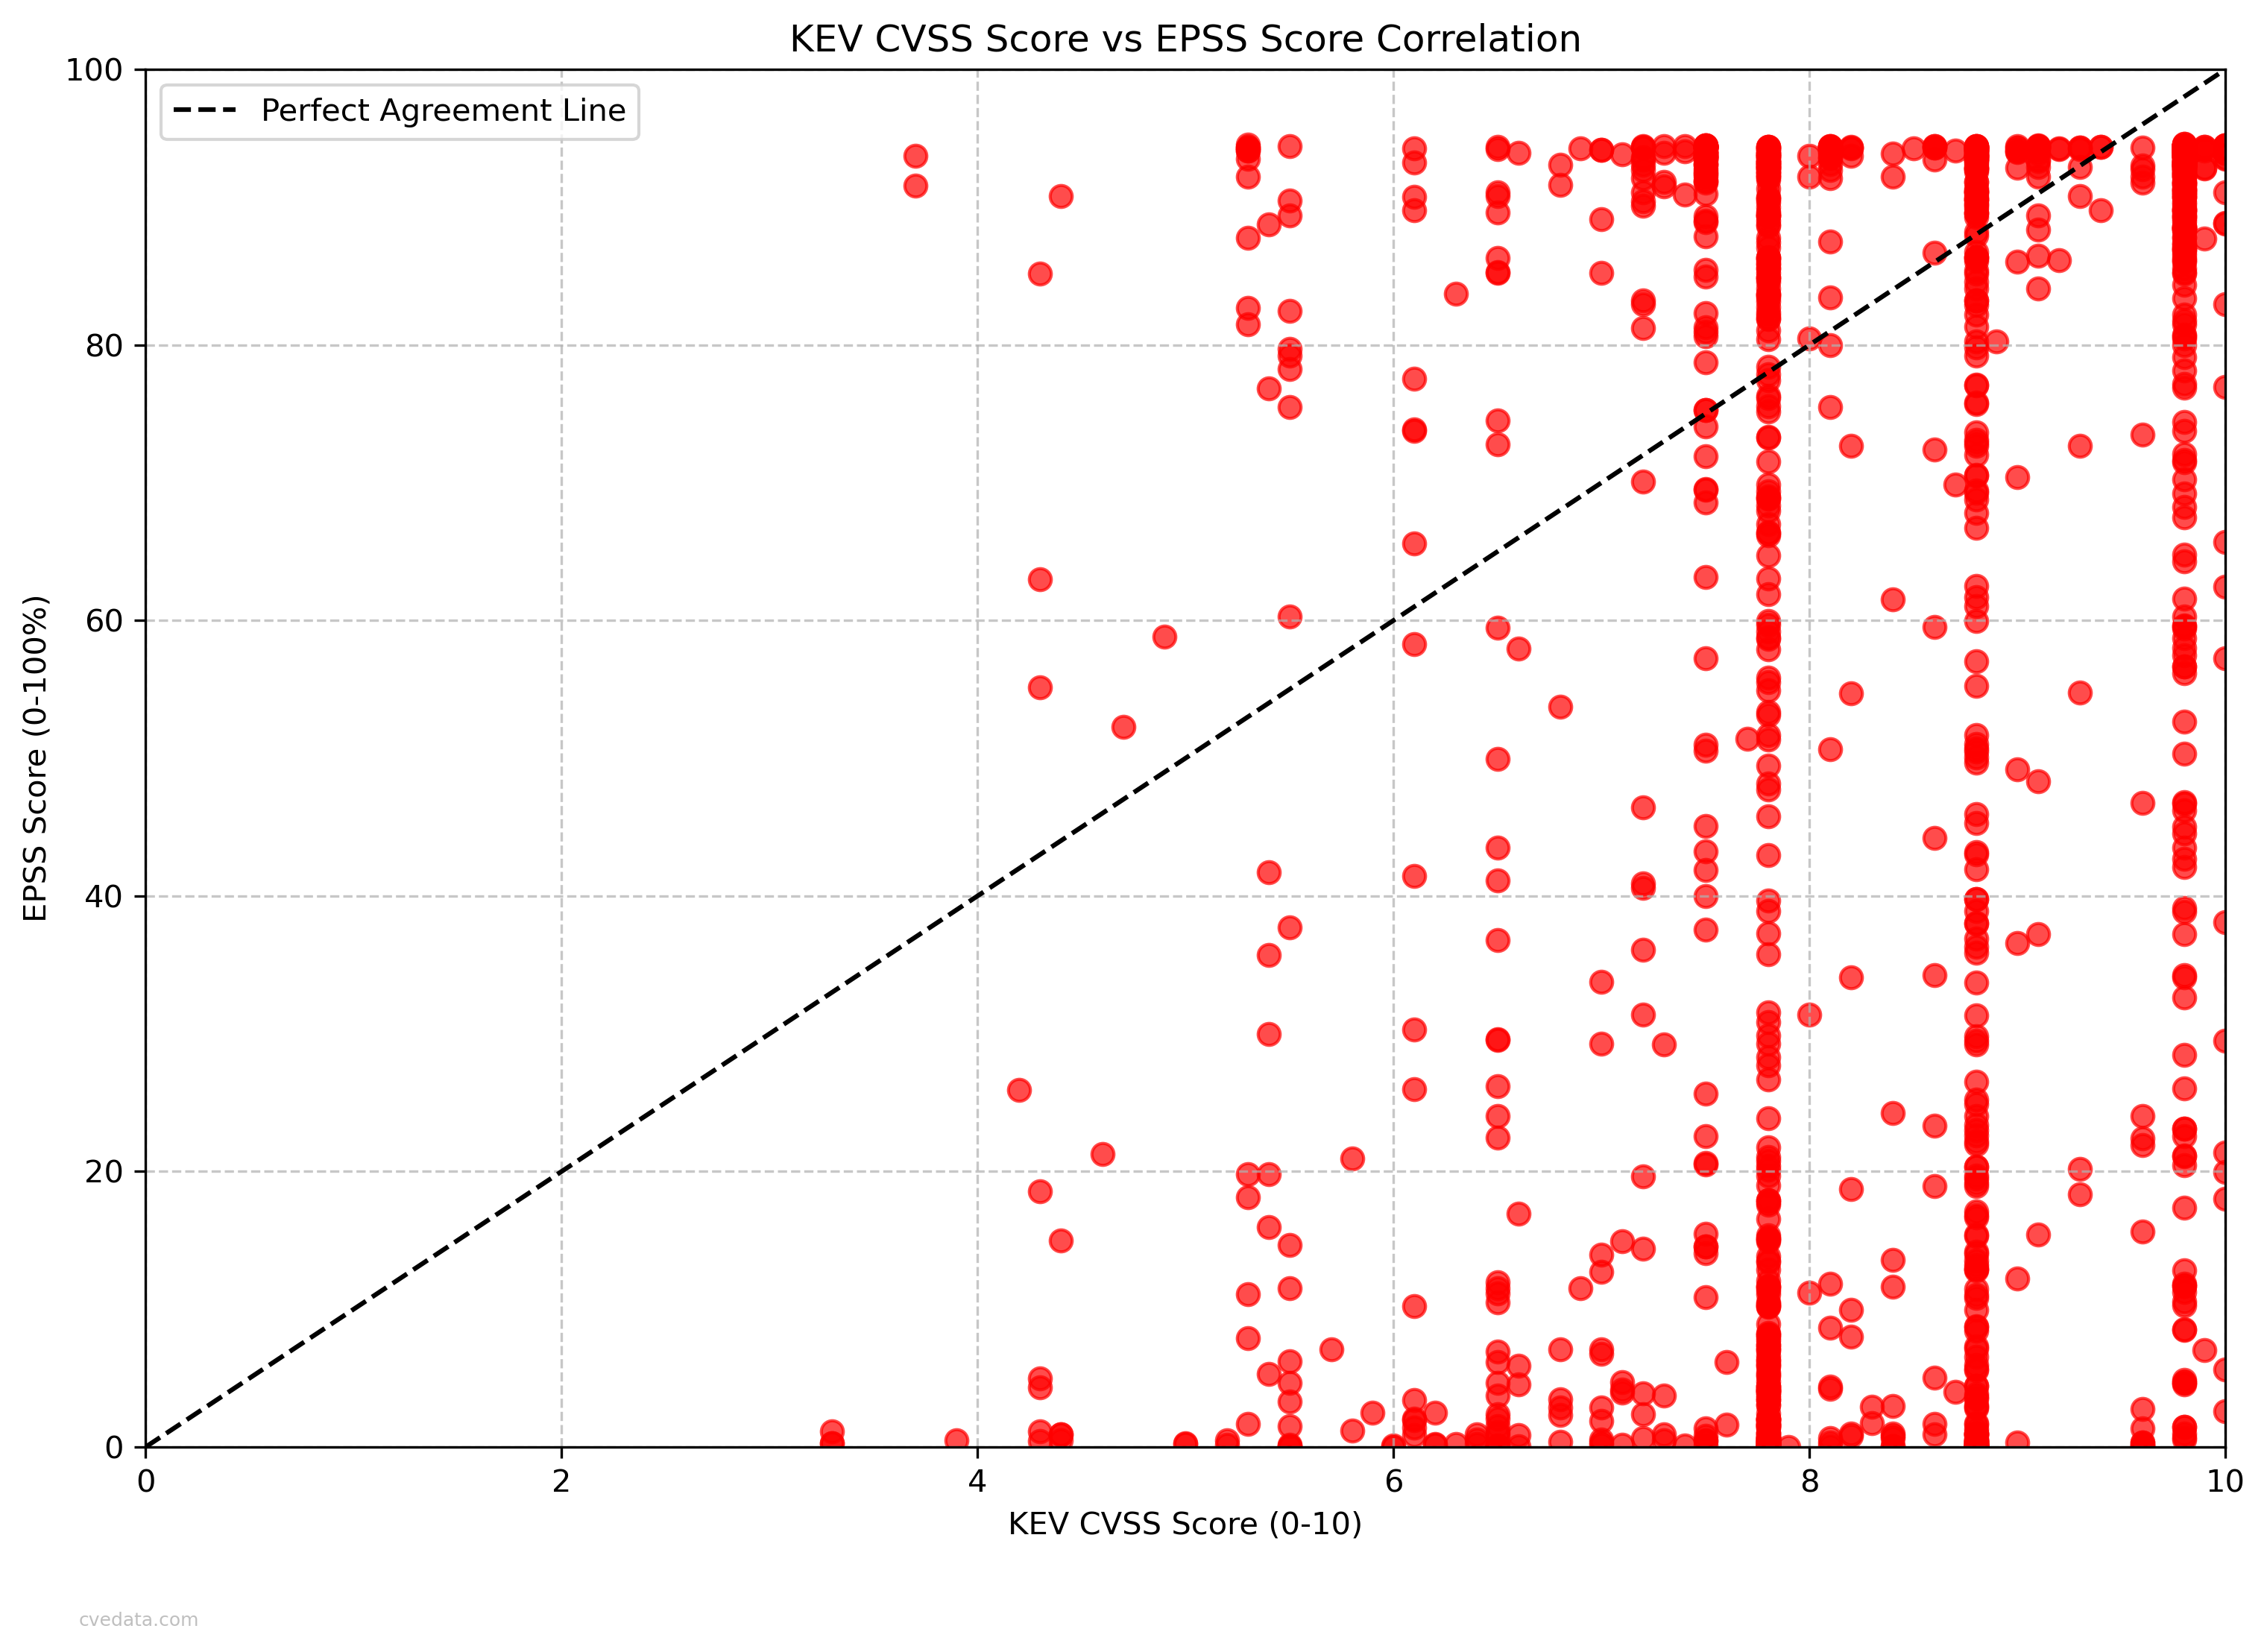 KEV CVSS Score vs EPSS Score Correlation
Perfect Agreement Line
EPSS Score (0-100%)
100
80
60
40
20
0
0 2 4 6 8 10
KEV CVSS Score (0-10)
cvedata.com